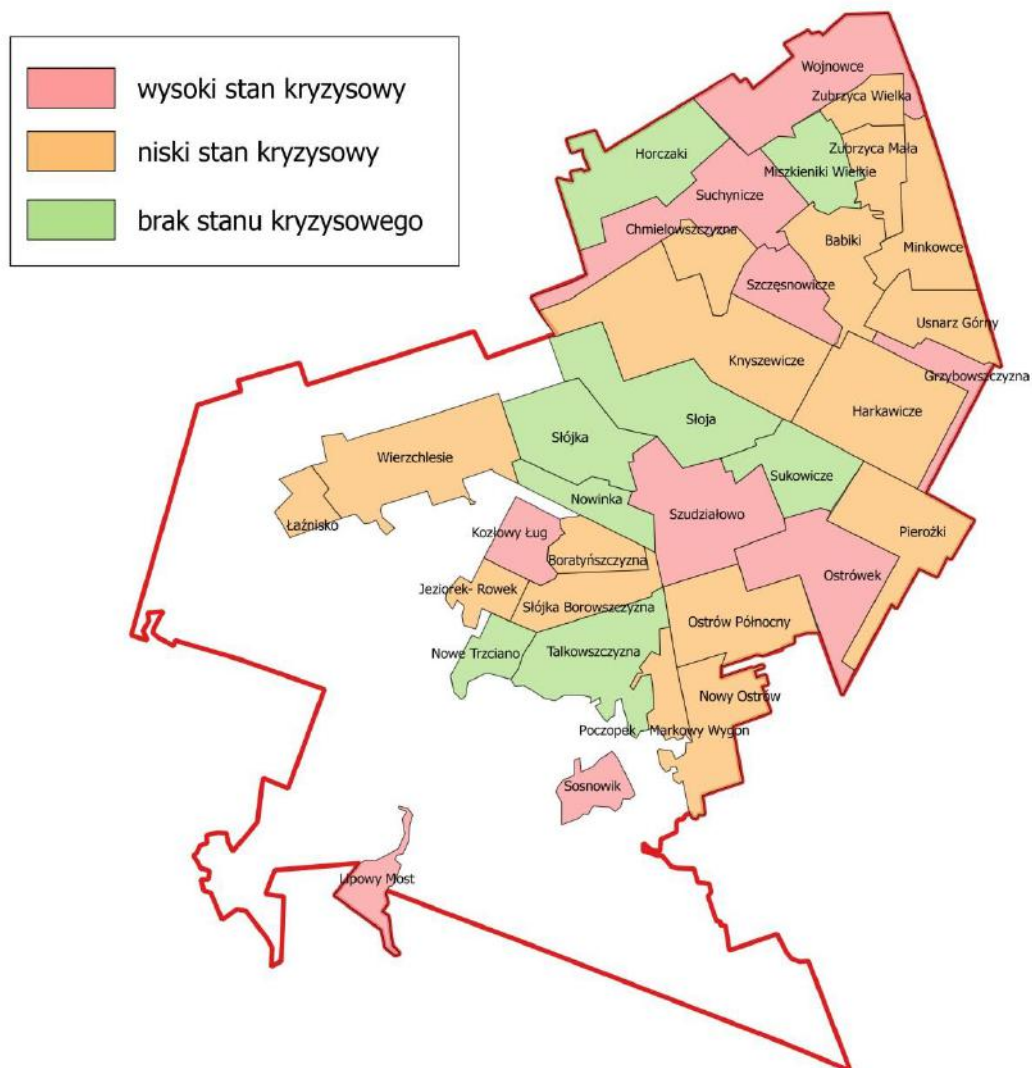 wysoki stan kryzysowy
niski stan kryzysowy
brak stanu kryzysowego
Wojnowce
Zubrzyca Wielka
Horczaki
Zubrzyca Mała
Miszkieniki Wielkie
Suchynicze
Chmielowszczyzna
Babiki
Minkowce
Szczęsnowicze
Usnarz Górny
Knyszewicze
Grzybowszczyzna
Harkawicze
Słoja
Słójka
Wierzchlesie
Sukowicze
Nowinka
Łaźnisko
Szudziałowo
Kozłowy Ług
Pierożki
Boratyńszczyzna
Ostrówek
Jeziorek- Rowek
Słójka Borowszczyzna
Ostrów Północny
Nowe Trzciano
Talkowszczyzna
Nowy Ostrów
Poczopek - Markowy Wygon
Sosnowik
Lipowy Most